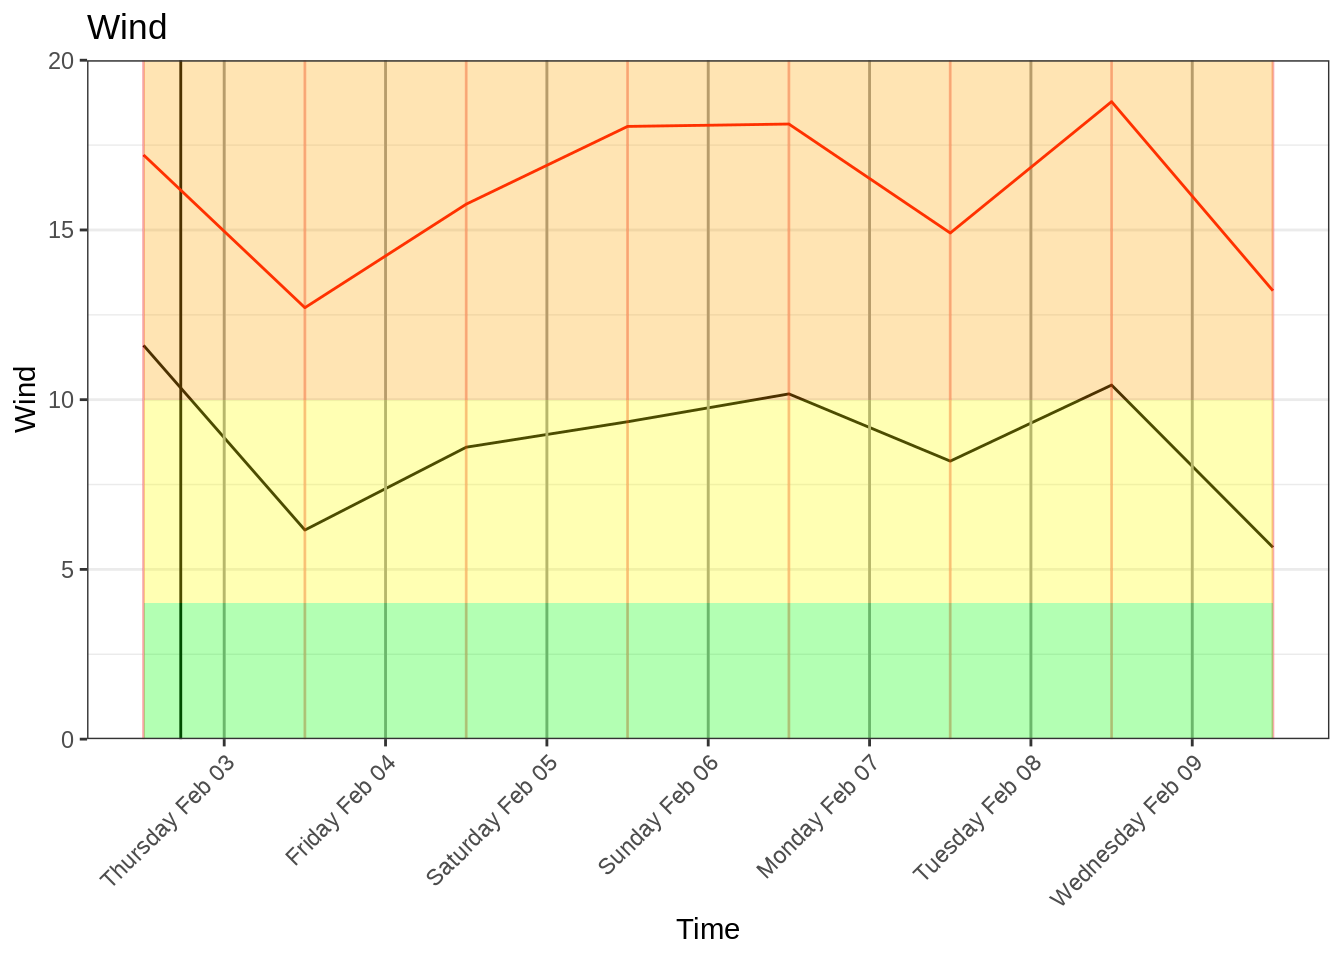 Wind
20
15
10
5
0
Wind
Thursday Feb 03
Friday Feb 04
Saturday Feb 05
Sunday Feb 06
Monday Feb 07
Tuesday Feb 08
Wednesday Feb 09
Time